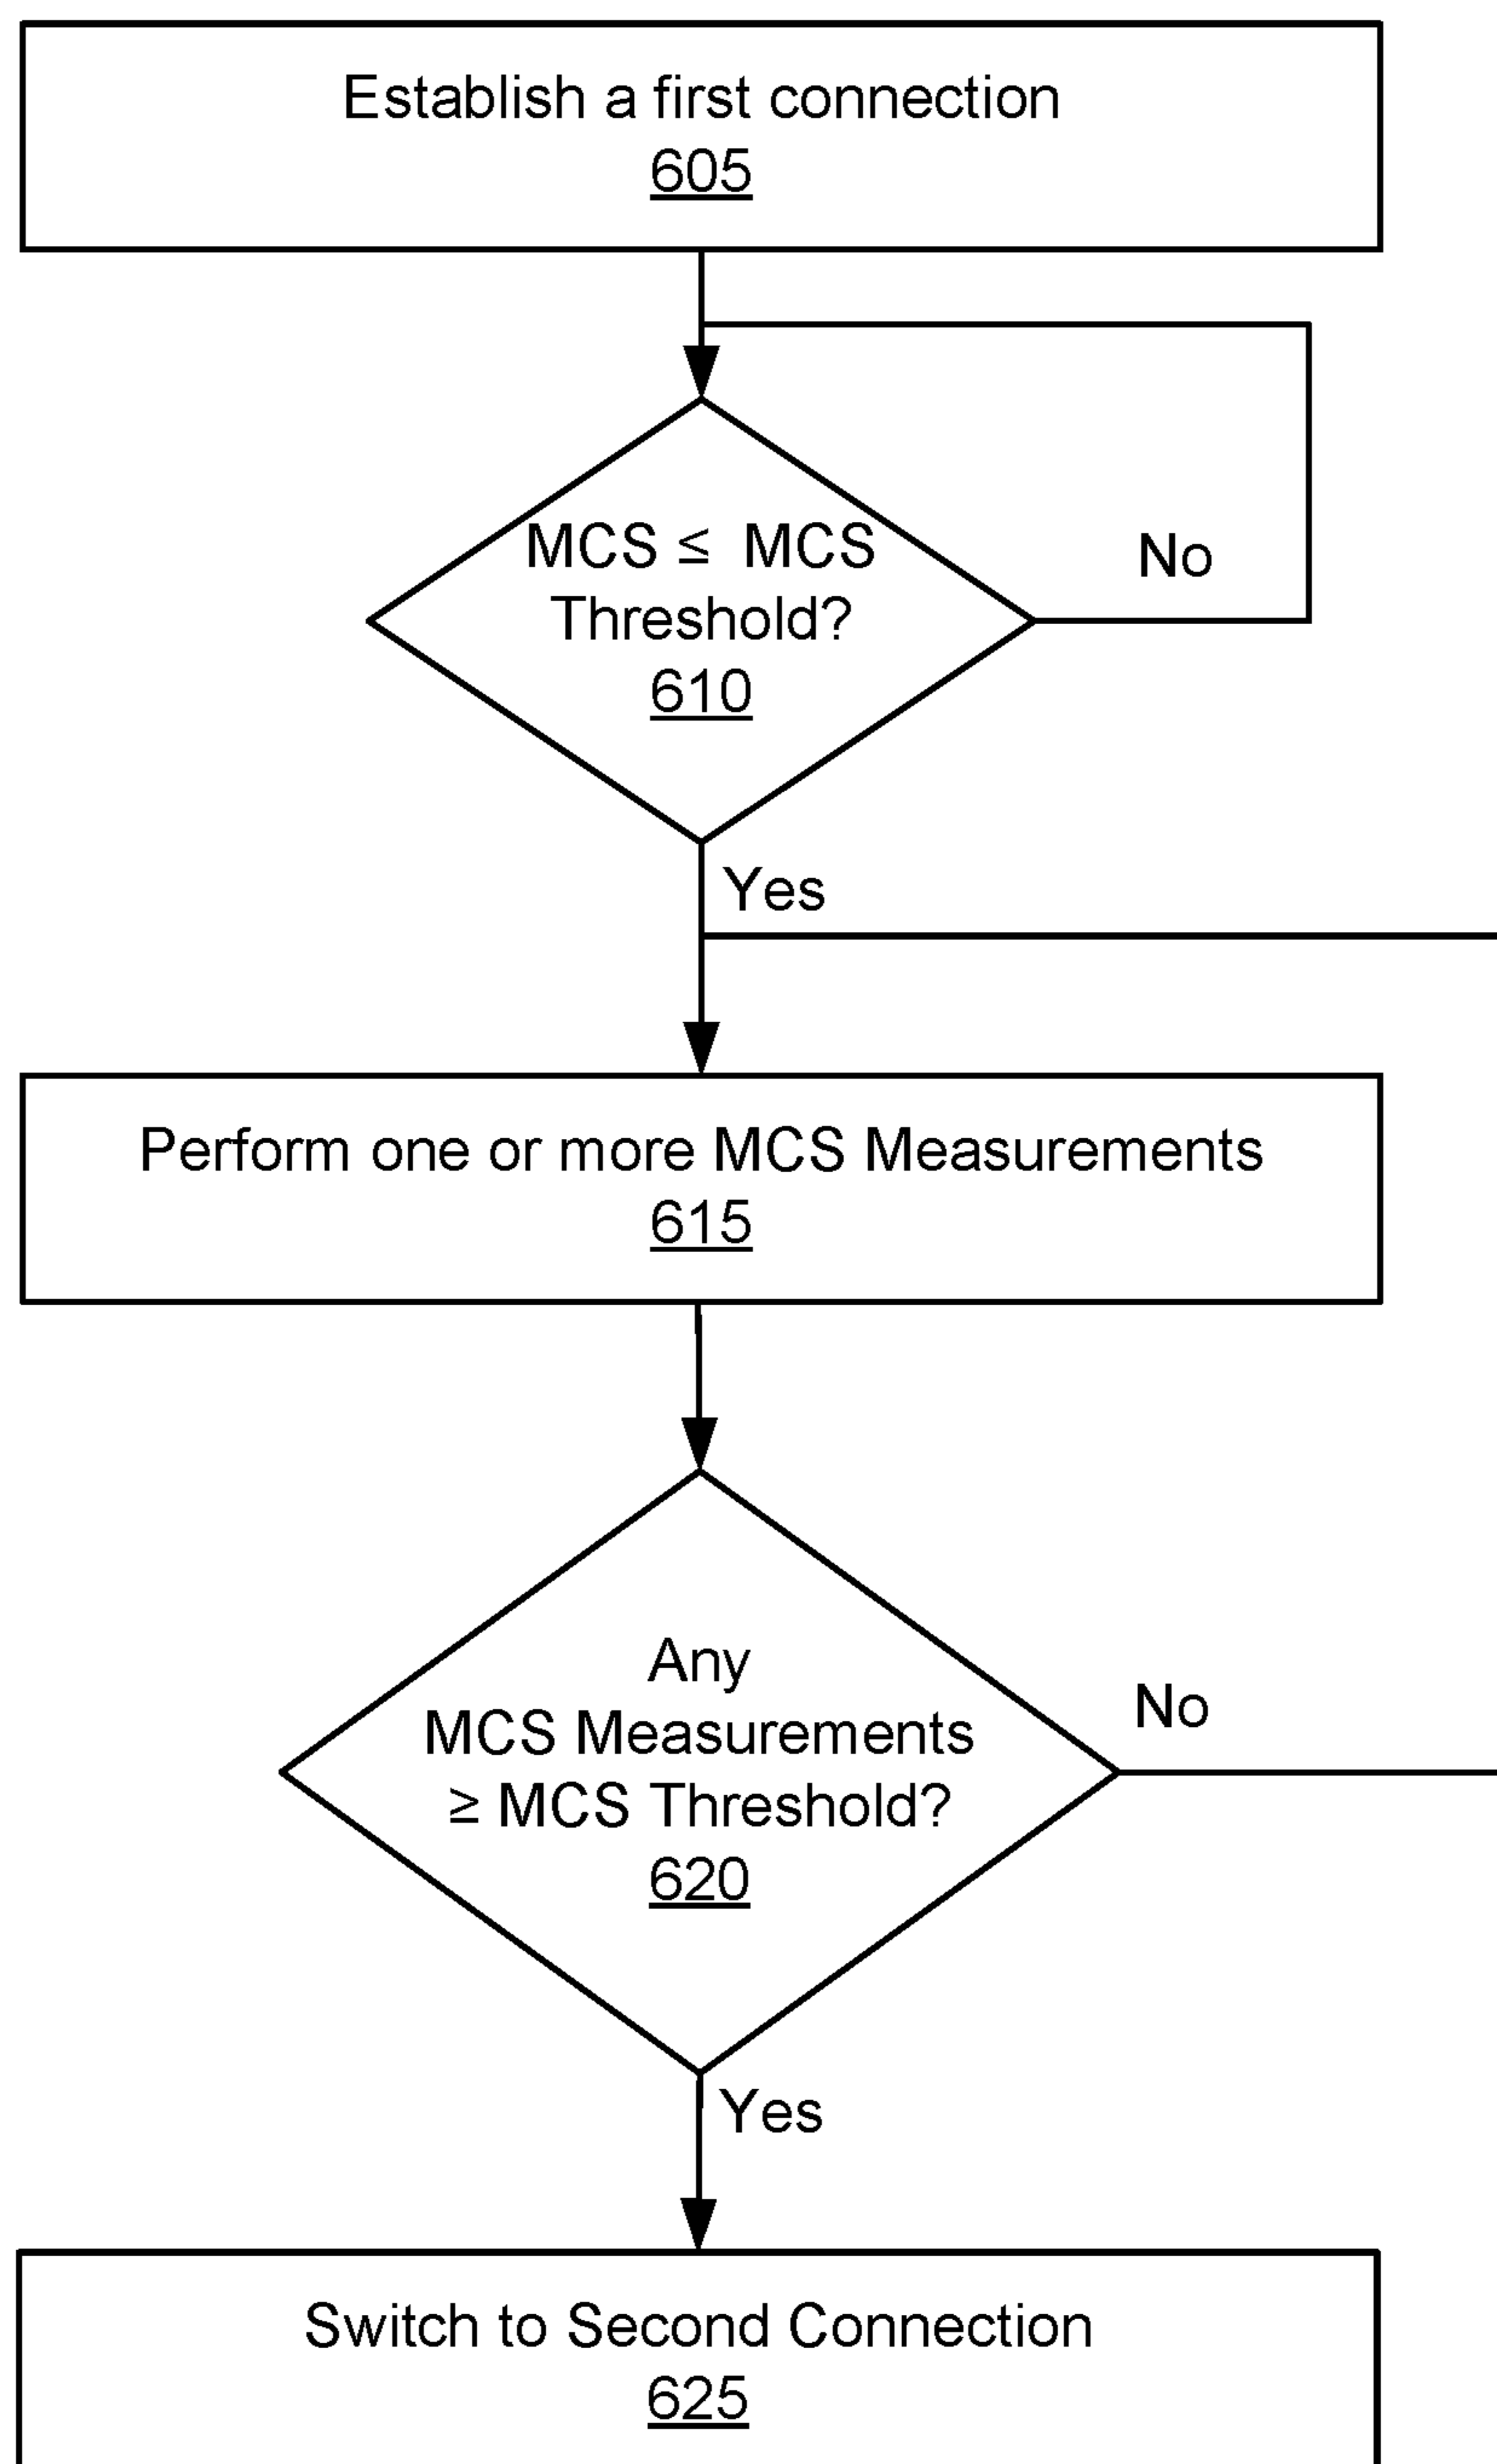 Establish a first connection
605
MCS ≤ MCS
Threshold?
610
No
Yes
Perform one or more MCS Measurements
615
Any
MCS Measurements
≥ MCS Threshold?
620
No
Yes
Switch to Second Connection
625